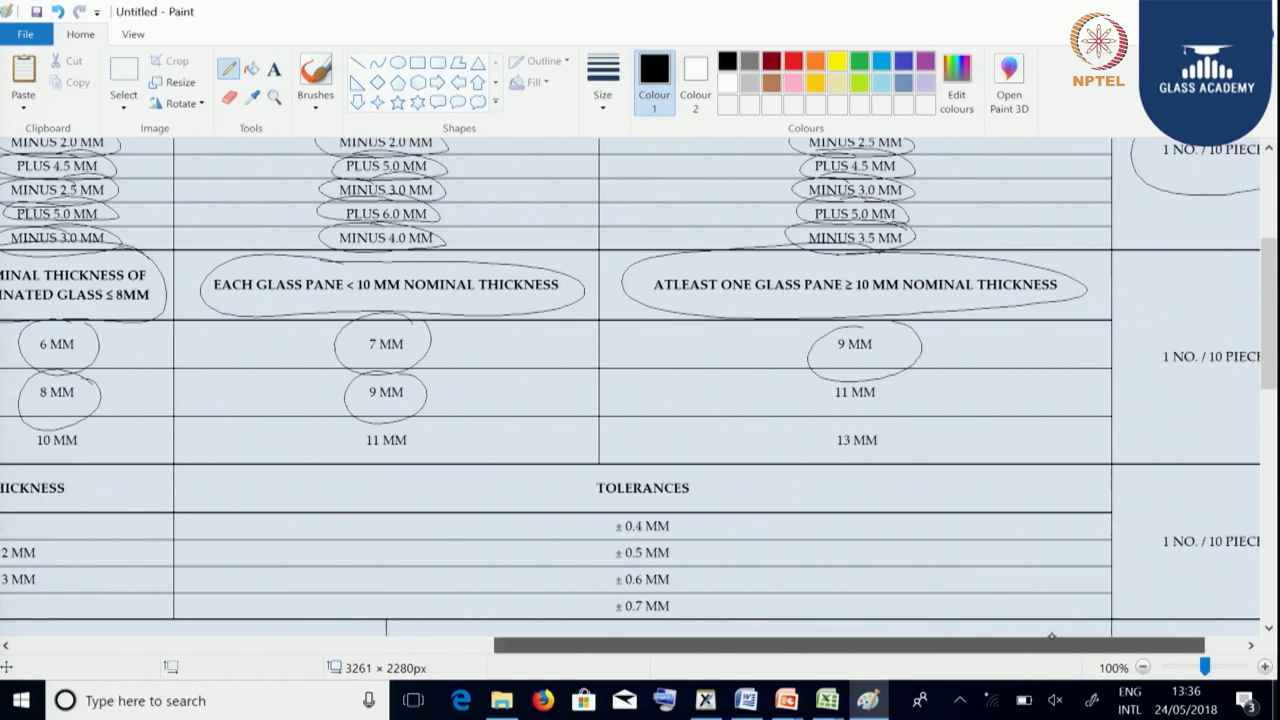 Untitled - Paint
File Home View
Paste
Cut
Copy
Clipboard
Select
Crop
Resize
Rotate
Image
Tools
Brushes
Shapes
Outline
Fill
Size
Colour 1
Colour 2
Colours
Edit colours
Open Paint 3D
NPTEL
GLASS ACADEMY
MINUS 2.0 MM MINUS 2.0 MM MINUS 2.5 MM 1 NO. / 10 PIECE
PLUS 4.5 MM PLUS 5.0 MM PLUS 4.5 MM
MINUS 2.5 MM MINUS 3.0 MM MINUS 3.0 MM
PLUS 5.0 MM PLUS 6.0 MM PLUS 5.0 MM
MINUS 3.0 MM MINUS 4.0 MM MINUS 3.5 MM
MINAL THICKNESS OF
INATED GLASS ≤ 8MM
EACH GLASS PANE < 10 MM NOMINAL THICKNESS
ATLEAST ONE GLASS PANE ≥ 10 MM NOMINAL THICKNESS
6 MM 7 MM 9 MM 1 NO. / 10 PIECE
8 MM 9 MM 11 MM
10 MM 11 MM 13 MM
HICKNESS TOLERANCES
± 0.4 MM 1 NO. / 10 PIECE
2 MM ± 0.5 MM
3 MM ± 0.6 MM
± 0.7 MM
3261 × 2280px 100%
Type here to search
ENG
INTL
13:36
24/05/2018
3